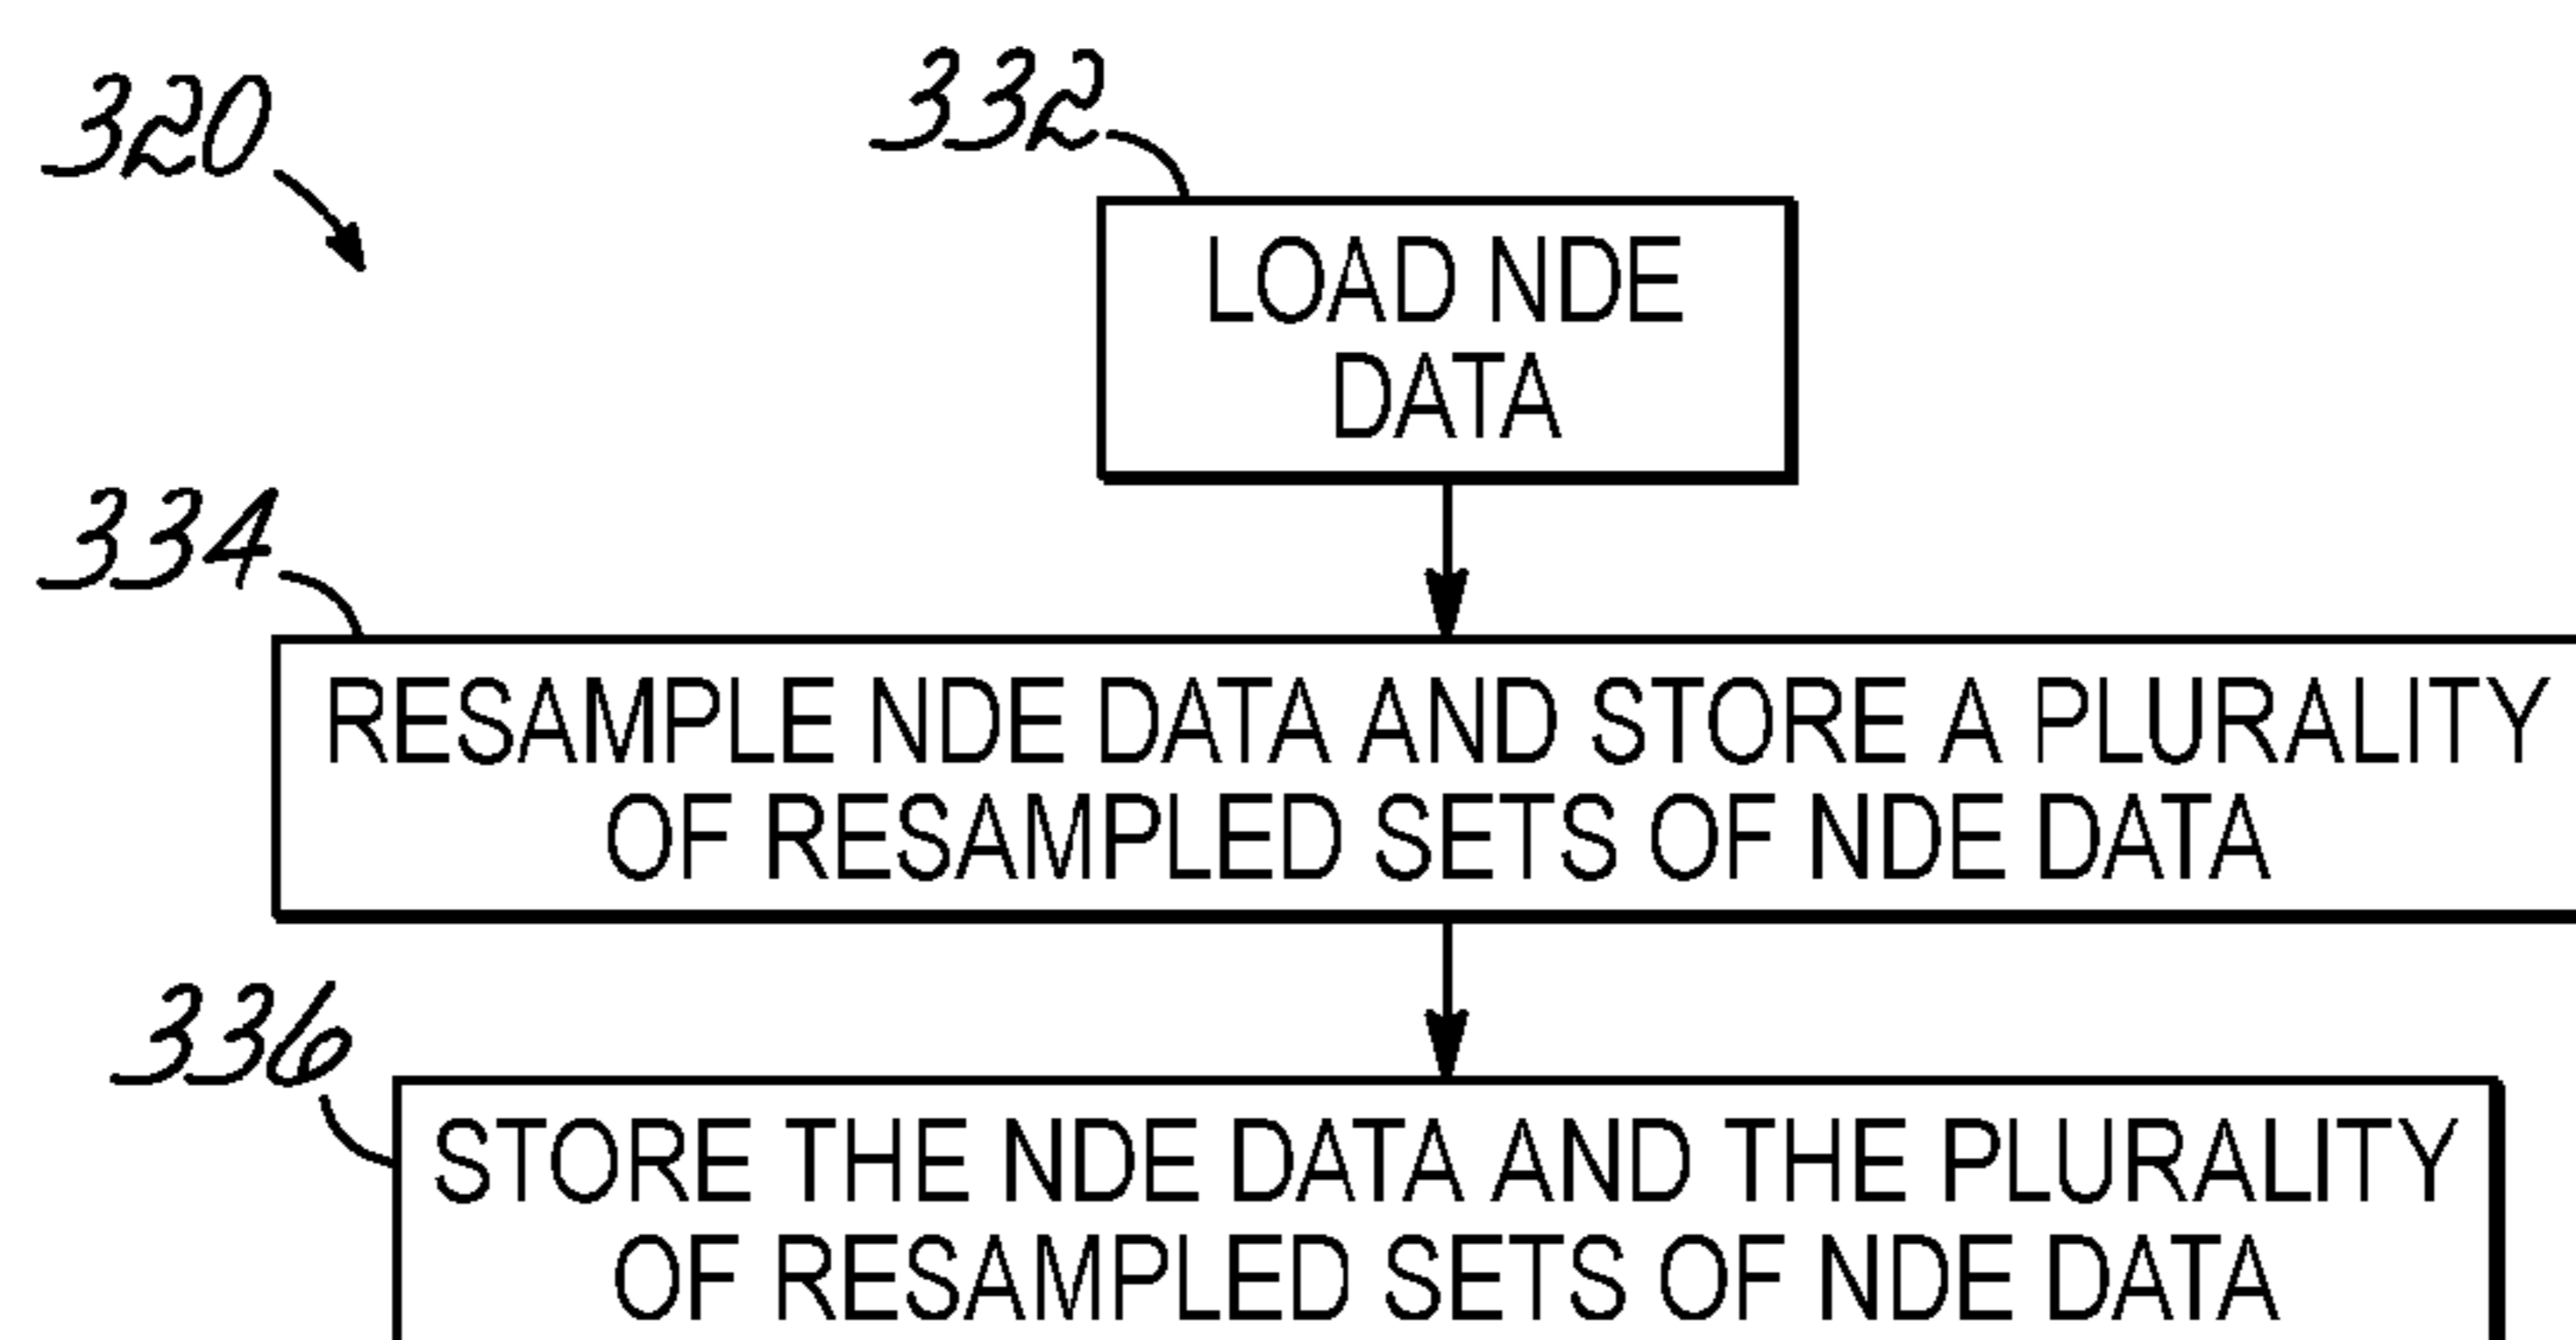 320
332
LOAD NDE
DATA
334
RESAMPLE NDE DATA AND STORE A PLURALITY
OF RESAMPLED SETS OF NDE DATA
336
STORE THE NDE DATA AND THE PLURALITY
OF RESAMPLED SETS OF NDE DATA